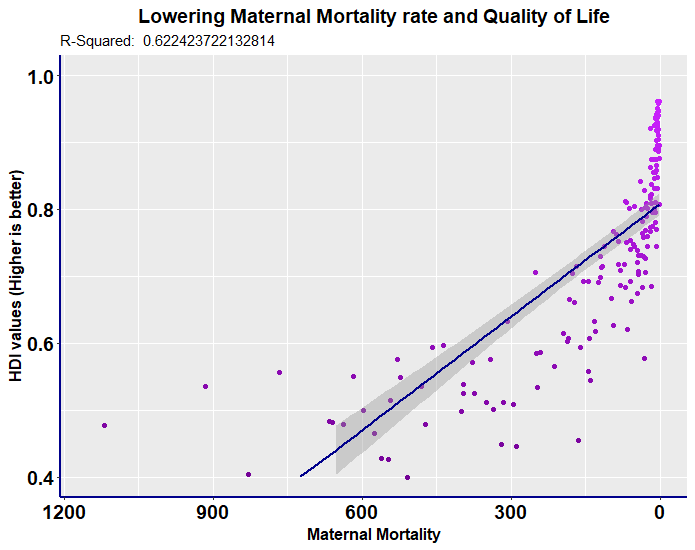 Lowering Maternal Mortality rate and Quality of Life
R-Squared:  0.622423722132814
HDI values (Higher is better)
1.0
0.8
0.6
0.4
1200 900 600 300 0
Maternal Mortality